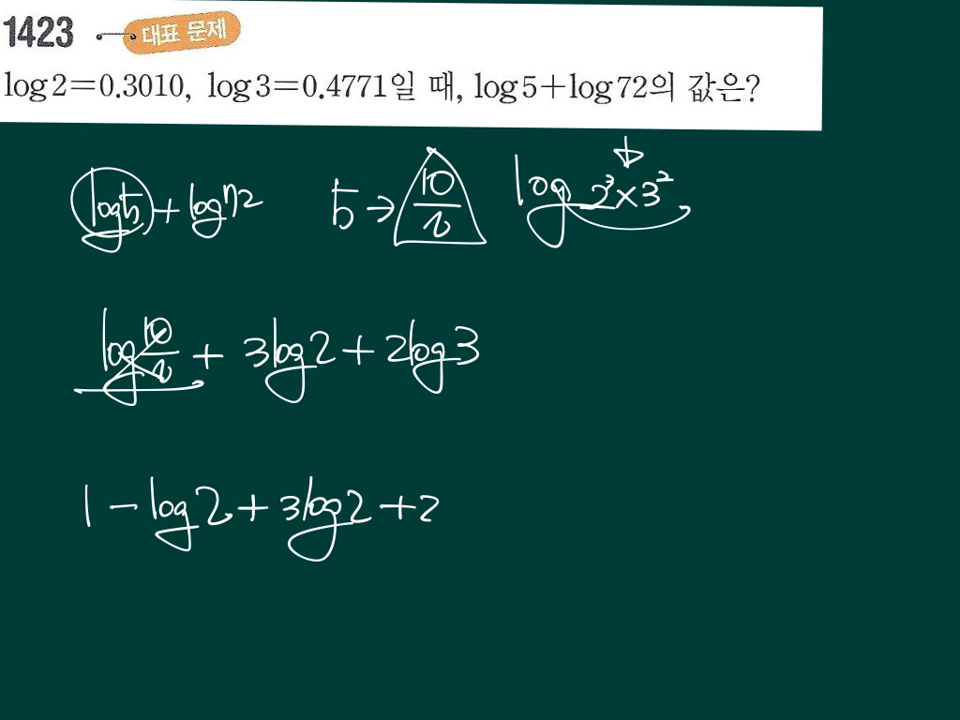 1423 대표 문제
log 2=0.3010, log 3=0.4771일 때, log 5+log 72의 값은?
log5+log72 5→10/2 log 2³×3²
log 10/2 + 3log2+2log3
1-log2+3log2+2